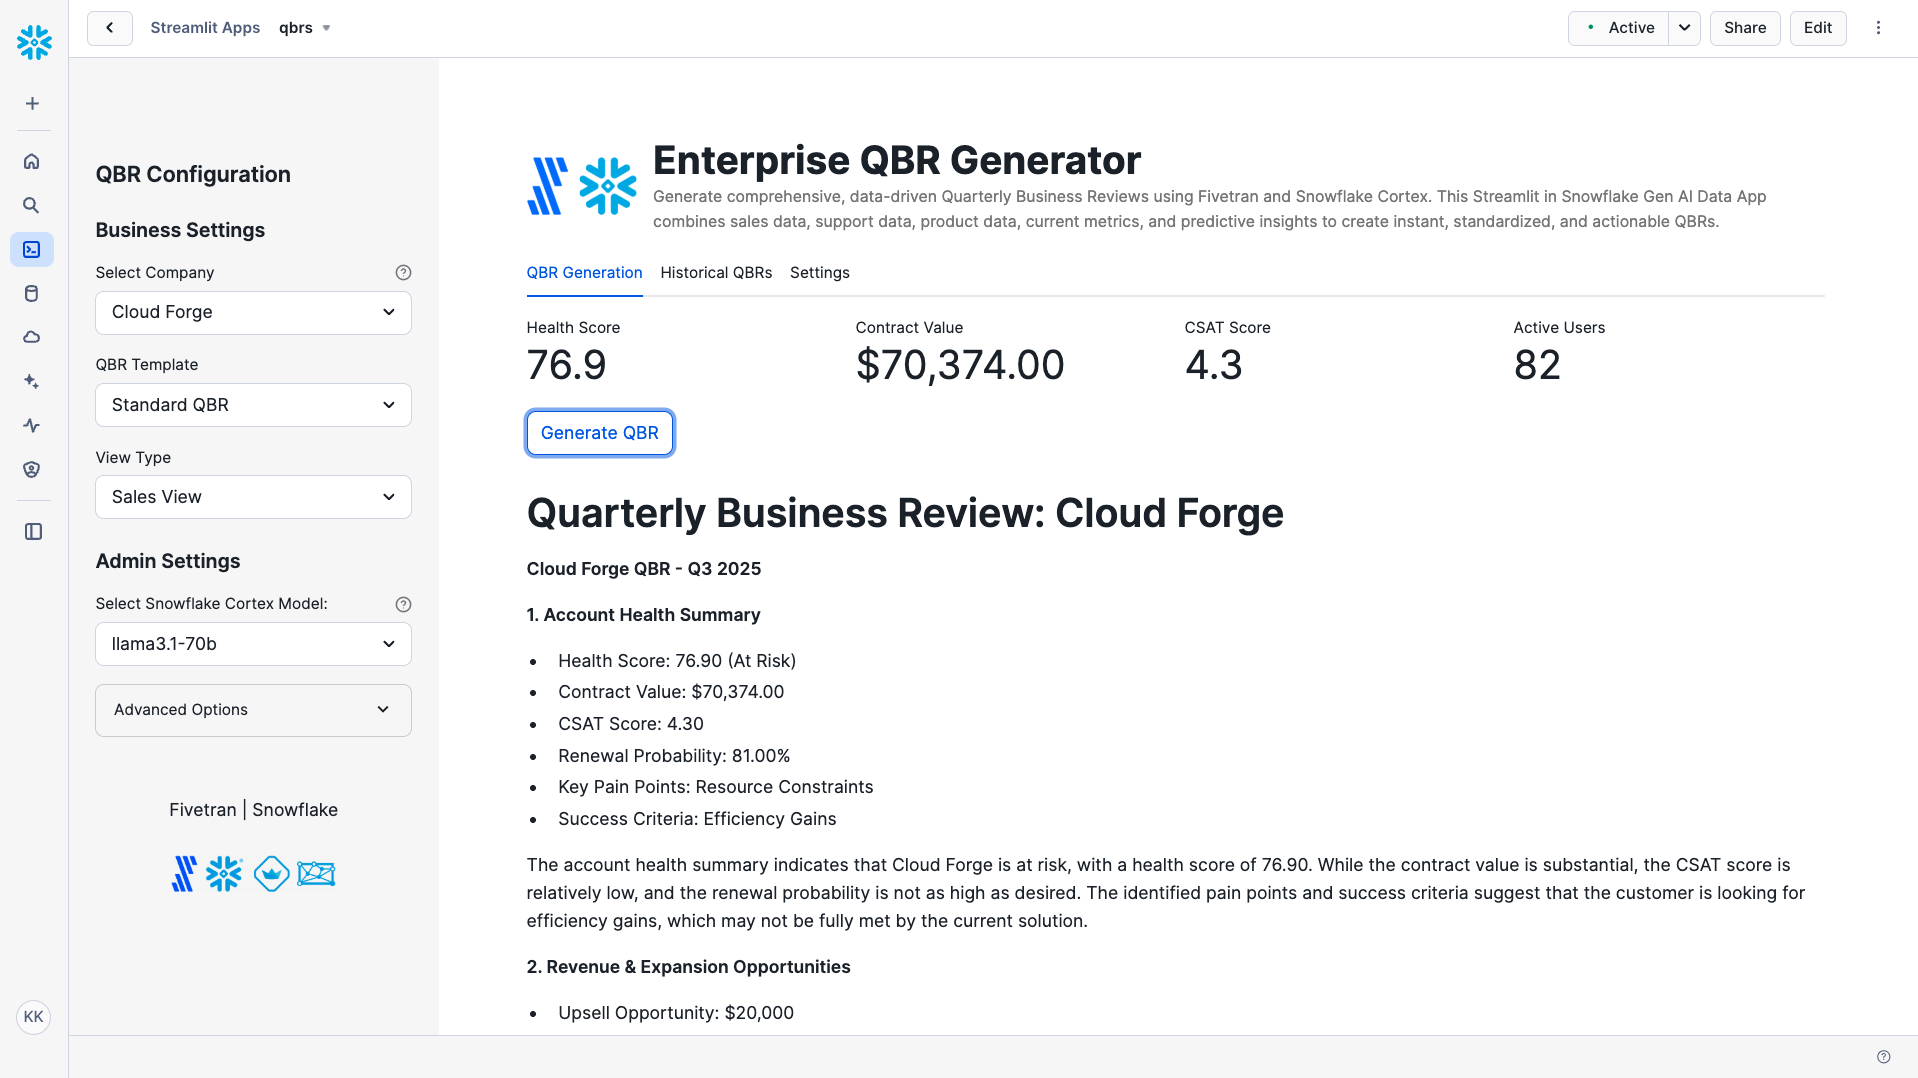 Streamlit Apps qbrs
Active
Share
Edit
QBR Configuration
Business Settings
Select Company
Cloud Forge
QBR Template
Standard QBR
View Type
Sales View
Admin Settings
Select Snowflake Cortex Model:
llama3.1-70b
Advanced Options
Fivetran | Snowflake
KK
Enterprise QBR Generator
Generate comprehensive, data-driven Quarterly Business Reviews using Fivetran and Snowflake Cortex. This Streamlit in Snowflake Gen AI Data App
combines sales data, support data, product data, current metrics, and predictive insights to create instant, standardized, and actionable QBRs.
QBR Generation Historical QBRs Settings
Health Score Contract Value CSAT Score Active Users
76.9 $70,374.00 4.3 82
Generate QBR
Quarterly Business Review: Cloud Forge
Cloud Forge QBR - Q3 2025
1. Account Health Summary
• Health Score: 76.90 (At Risk)
• Contract Value: $70,374.00
• CSAT Score: 4.30
• Renewal Probability: 81.00%
• Key Pain Points: Resource Constraints
• Success Criteria: Efficiency Gains
The account health summary indicates that Cloud Forge is at risk, with a health score of 76.90. While the contract value is substantial, the CSAT score is
relatively low, and the renewal probability is not as high as desired. The identified pain points and success criteria suggest that the customer is looking for
efficiency gains, which may not be fully met by the current solution.
2. Revenue & Expansion Opportunities
• Upsell Opportunity: $20,000